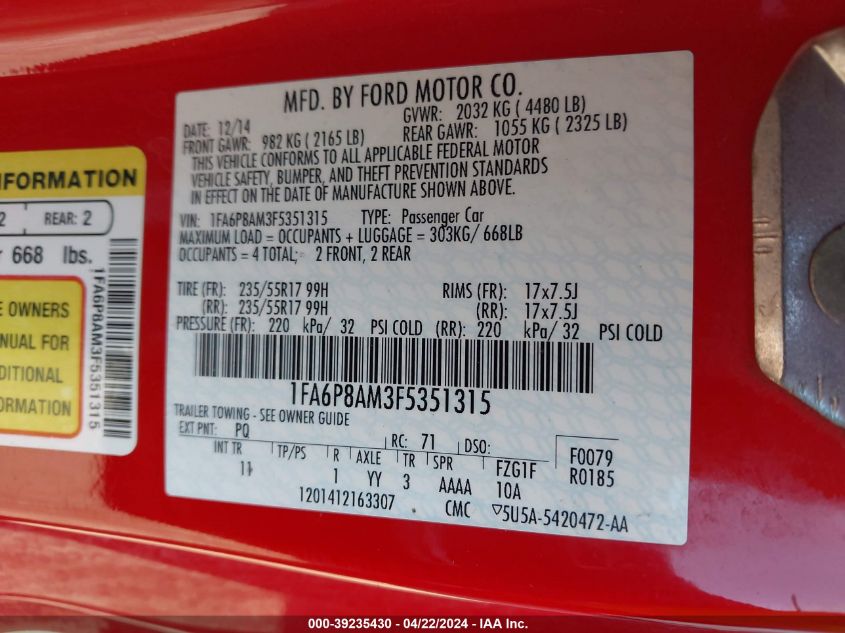 MFD. BY FORD MOTOR CO.
DATE: 12/14 GVWR: 2032 KG ( 4480 LB)
FRONT GAWR: 982 KG ( 2165 LB) REAR GAWR: 1055 KG ( 2325 LB)
THIS VEHICLE CONFORMS TO ALL APPLICABLE FEDERAL MOTOR
VEHICLE SAFETY, BUMPER, AND THEFT PREVENTION STANDARDS
IN EFFECT ON THE DATE OF MANUFACTURE SHOWN ABOVE.
VIN: 1FA6P8AM3F5351315 TYPE: Passenger Car
MAXIMUM LOAD = OCCUPANTS + LUGGAGE = 303KG/ 668LB
OCCUPANTS = 4 TOTAL; 2 FRONT, 2 REAR
TIRE (FR): 235/55R17 99H RIMS (FR): 17x7.5J
(RR): 235/55R17 99H (RR): 17x7.5J
PRESSURE (FR): 220 kPa/ 32 PSI COLD (RR): 220 kPa/ 32 PSI COLD
1FA6P8AM3F5351315
TRAILER TOWING - SEE OWNER GUIDE
EXT PNT: PQ RC: 71 DSO: F0079
INT TR TP/PS R AXLE TR SPR FZG1F R0185
11 1 YY 3 AAAA 10A
1201412163307 CMC ▽5U5A-5420472-AA
NFORMATION
2 REAR: 2
668 lbs.
E OWNERS
ANUAL FOR
DITIONAL
FORMATION
1FA6P8AM3F5351315
000-39235430 - 04/22/2024 - IAA Inc.